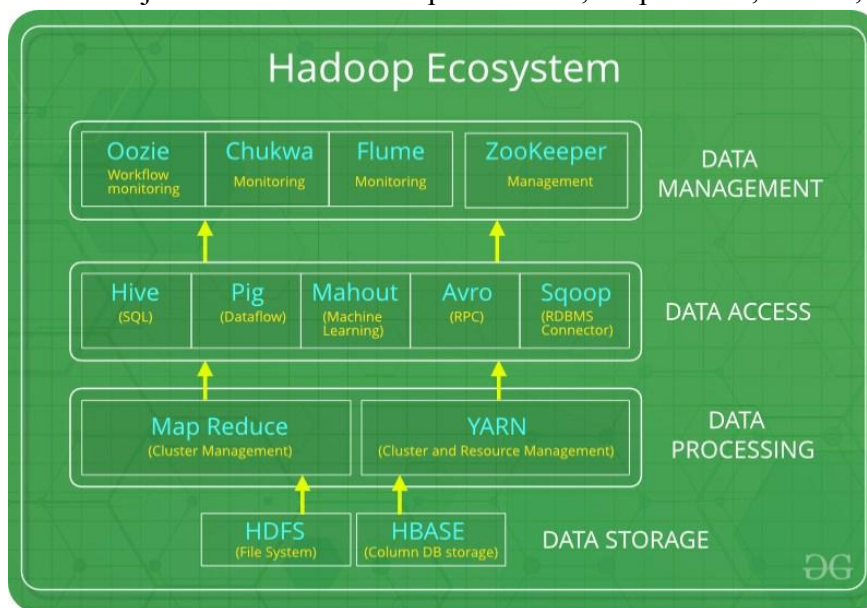 Hadoop Ecosystem
Oozie
Workflow
monitoring
Chukwa
Monitoring
Flume
Monitoring
ZooKeeper
Management
DATA
MANAGEMENT
Hive
(SQL)
Pig
(Dataflow)
Mahout
(Machine
Learning)
Avro
(RPC)
Sqoop
(RDBMS
Connector)
DATA ACCESS
Map Reduce
(Cluster Management)
YARN
(Cluster and Resource Management)
DATA
PROCESSING
HDFS
(File System)
HBASE
(Column DB storage)
DATA STORAGE